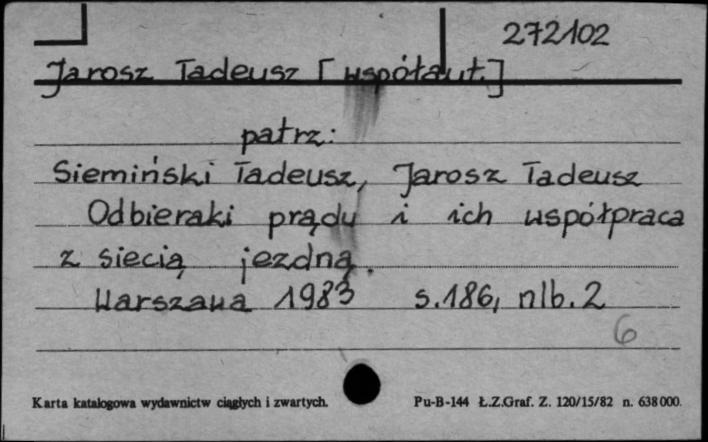 272102
Jarosz Tadeusz [współaut.]
patrz:
Siemiński Tadeusz, Jarosz Tadeusz
Odbieraki prądu i ich współpraca
z siecią jezdną.
Warszawa 1983 s.186, nlb. 2
6
Karta katalogowa wydawnictw ciągłych i zwartych. Pu-B-144 Ł.Z.Graf. Z. 120/15/82 n. 638000.